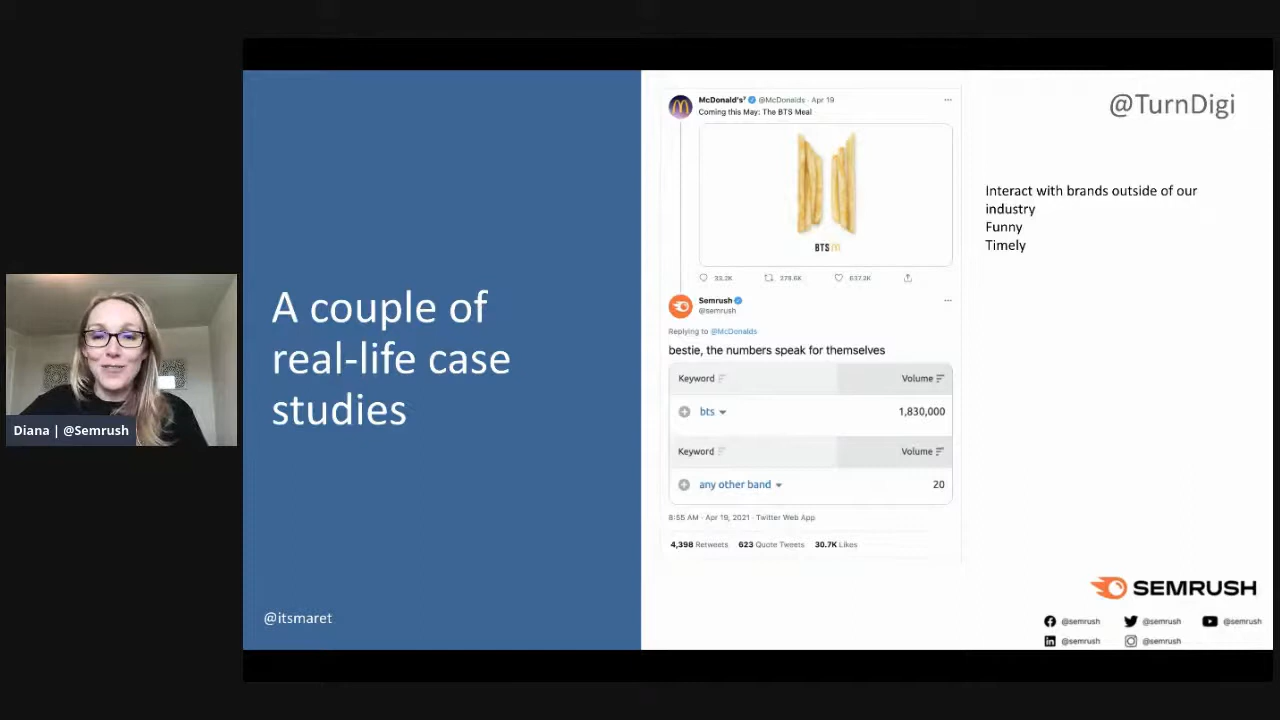 Diana | @Semrush
A couple of
real-life case
studies
@itsmaret
McDonald's @McDonalds · Apr 19
Coming this May: The BTS Meal
BTS
33.2K 637.2K
Semrush
@semrush
Replying to @McDonalds
bestie, the numbers speak for themselves
Keyword Volume
bts 1,830,000
Keyword Volume
any other band 20
8:55 AM · Apr 19, 2021 · Twitter Web App
4,398 Retweets 623 Quote Tweets 30.7K Likes
@TurnDigi
Interact with brands outside of our
industry
Funny
Timely
SEMRUSH
@semrush @semrush @semrush
@semrush @semrush